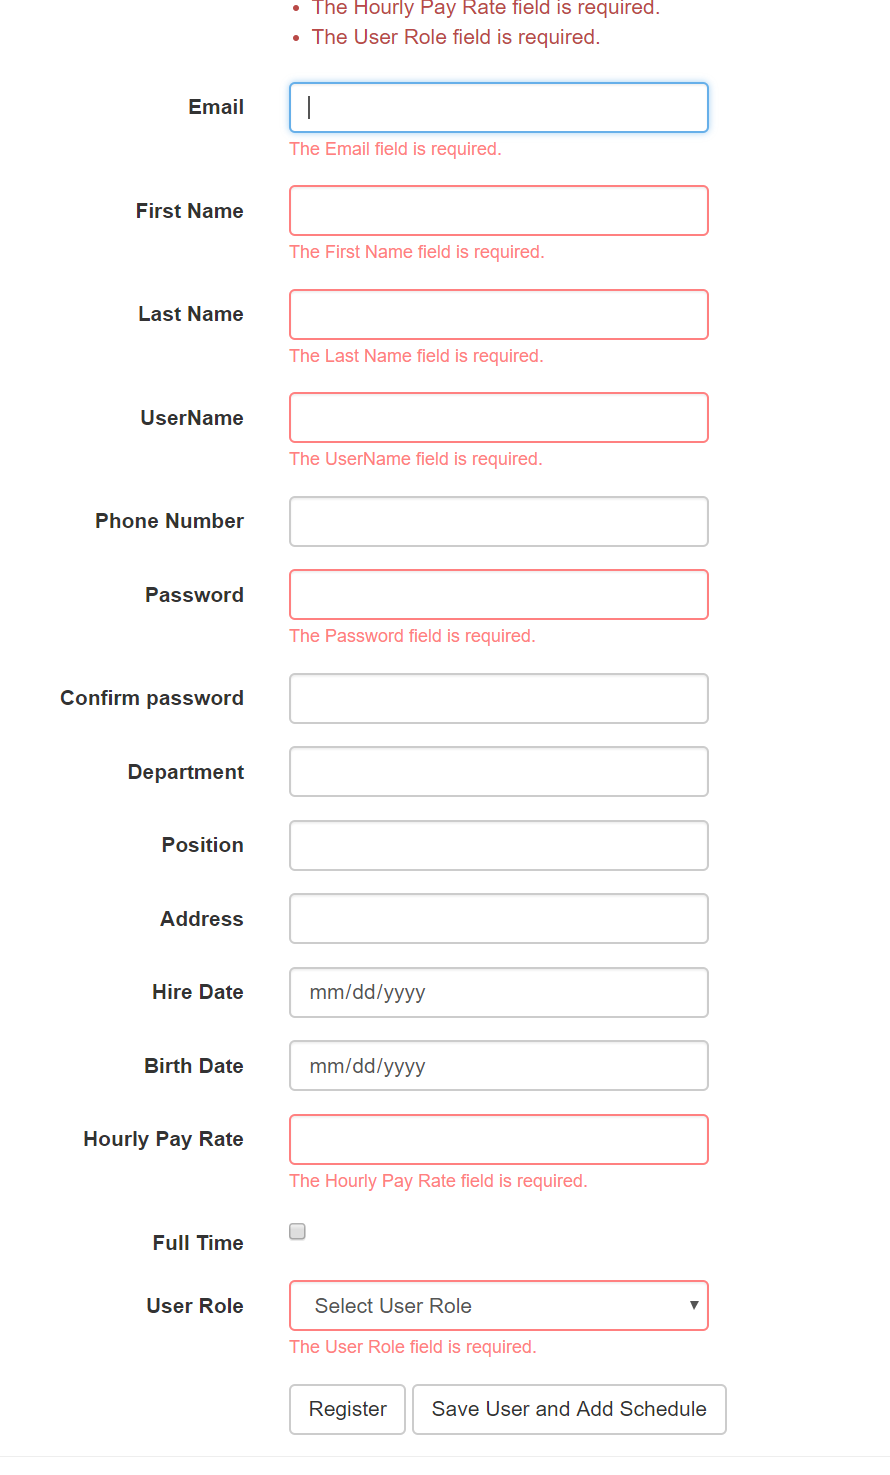 The Hourly Pay Rate field is required.
The User Role field is required.
Email
The Email field is required.
First Name
The First Name field is required.
Last Name
The Last Name field is required.
UserName
The UserName field is required.
Phone Number
Password
The Password field is required.
Confirm password
Department
Position
Address
Hire Date mm/dd/yyyy
Birth Date mm/dd/yyyy
Hourly Pay Rate
The Hourly Pay Rate field is required.
Full Time
User Role Select User Role
The User Role field is required.
Register Save User and Add Schedule